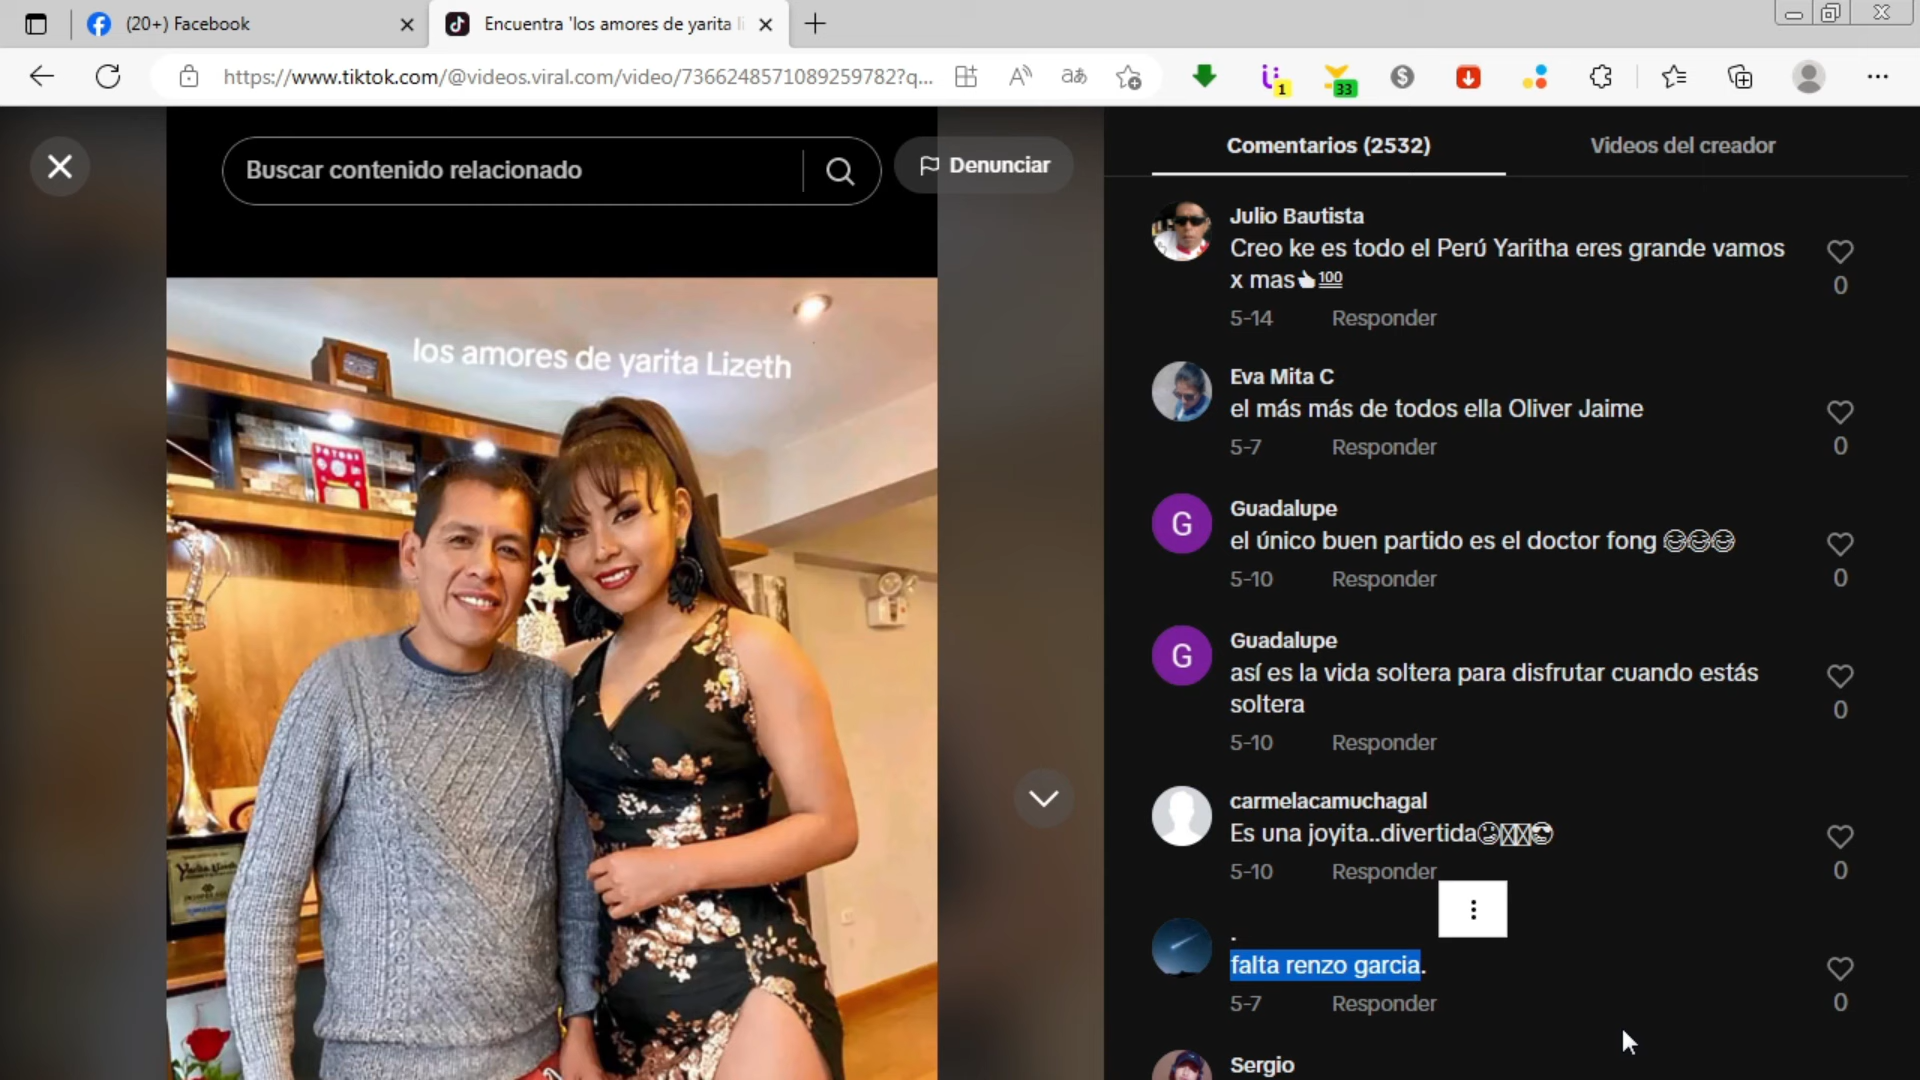 (20+) Facebook
Encuentra 'los amores de yarita li
https://www.tiktok.com/@videos.viral.com/video/7366248571089259782?q...
1
33
Buscar contenido relacionado
Denunciar
los amores de yarita Lizeth
Comentarios (2532)
Videos del creador
Julio Bautista
Creo ke es todo el Perú Yaritha eres grande vamos
x mas👍💯
0
5-14 Responder
Eva Mita C
el más más de todos ella Oliver Jaime
5-7 Responder
0
G
Guadalupe
el único buen partido es el doctor fong 😂😂😂
5-10 Responder
0
G
Guadalupe
así es la vida soltera para disfrutar cuando estás
soltera
0
5-10 Responder
carmelacamuchagal
Es una joyita..divertida
5-10 Responder
0
.
falta renzo garcia.
5-7 Responder
0
Sergio